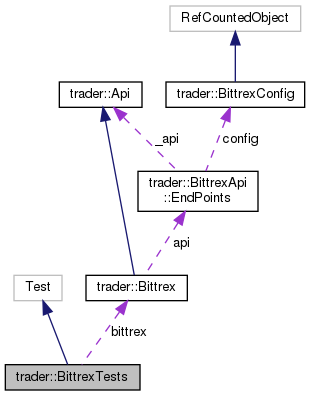 RefCountedObject
trader::Api
trader::BittrexConfig
_api
config
trader::BittrexApi
::EndPoints
api
Test
trader::Bittrex
bittrex
trader::BittrexTests